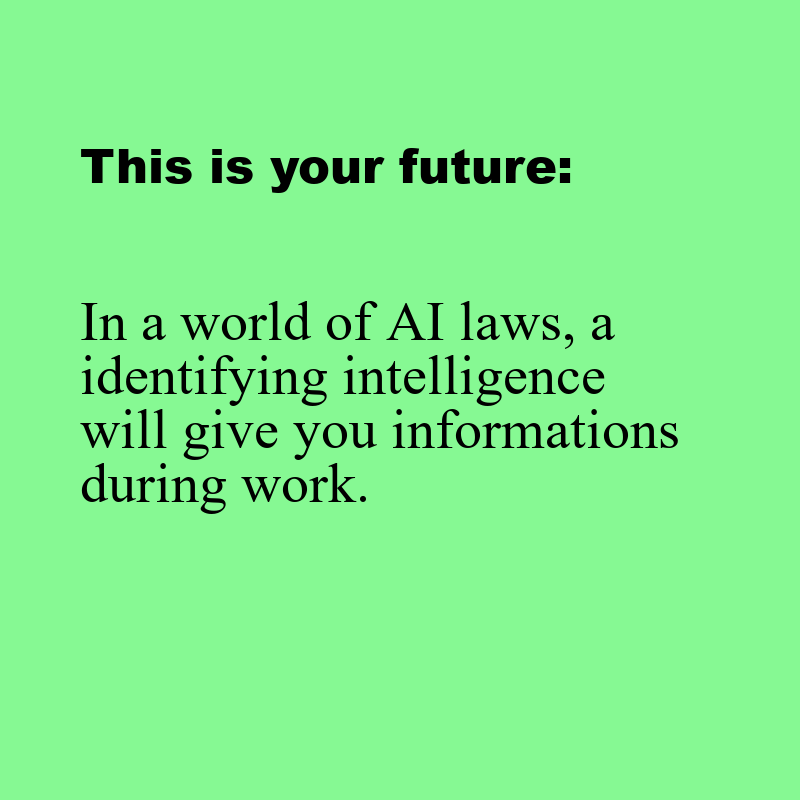 This is your future:
In a world of AI laws, a
identifying intelligence
will give you informations
during work.